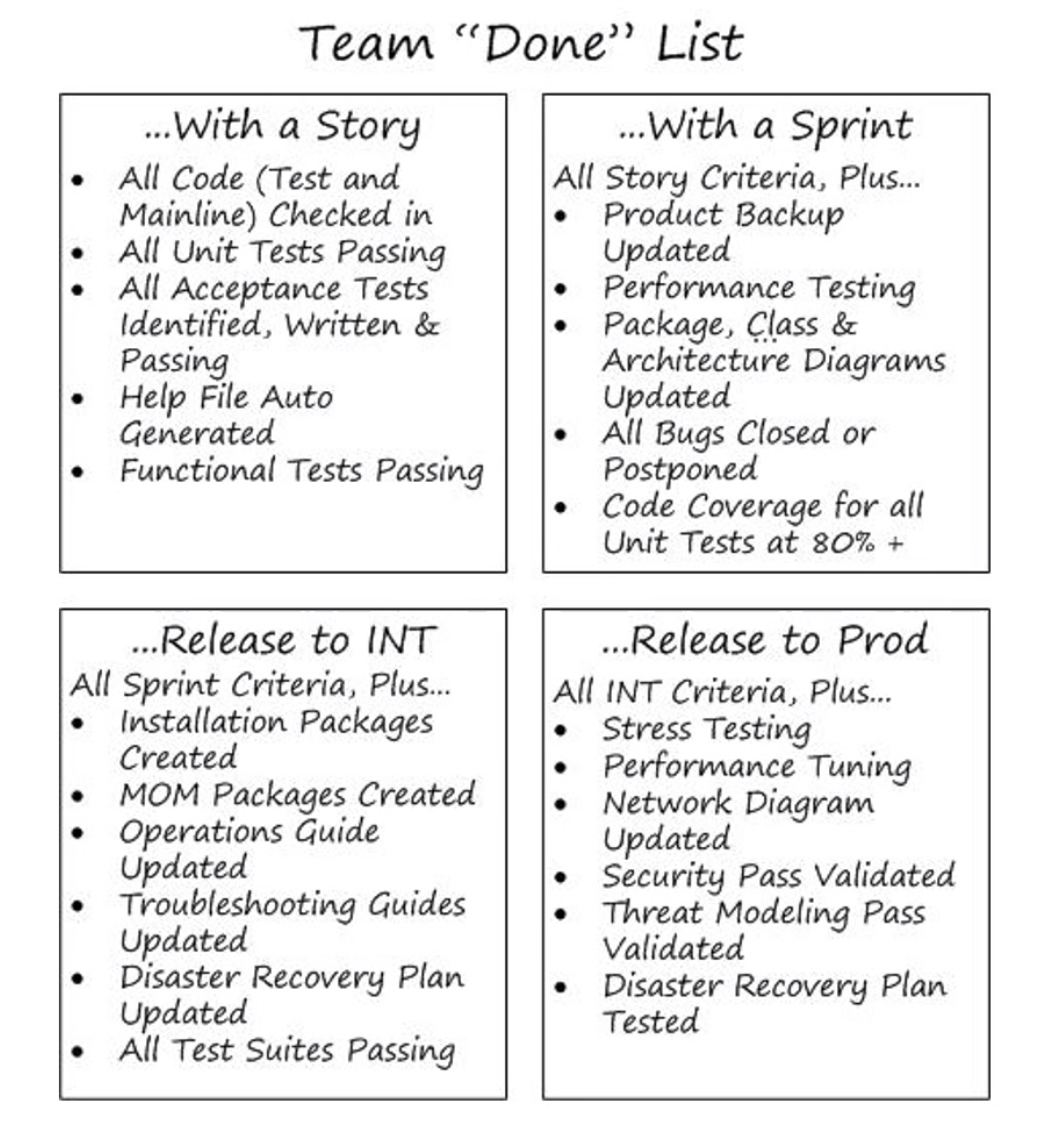 Team “Done” List
...With a Story
• All Code (Test and
Mainline) Checked in
• All Unit Tests Passing
• All Acceptance Tests
Identified, Written &
Passing
• Help File Auto
Generated
• Functional Tests Passing
...With a Sprint
All Story Criteria, Plus...
• Product Backup
Updated
• Performance Testing
• Package, Class &
Architecture Diagrams
Updated
• All Bugs Closed or
Postponed
• Code Coverage for all
Unit Tests at 80% +
...Release to INT
All Sprint Criteria, Plus...
• Installation Packages
Created
• MOM Packages Created
• Operations Guide
Updated
• Troubleshooting Guides
Updated
• Disaster Recovery Plan
Updated
• All Test Suites Passing
...Release to Prod
All INT Criteria, Plus...
• Stress Testing
• Performance Tuning
• Network Diagram
Updated
• Security Pass Validated
• Threat Modeling Pass
Validated
• Disaster Recovery Plan
Tested